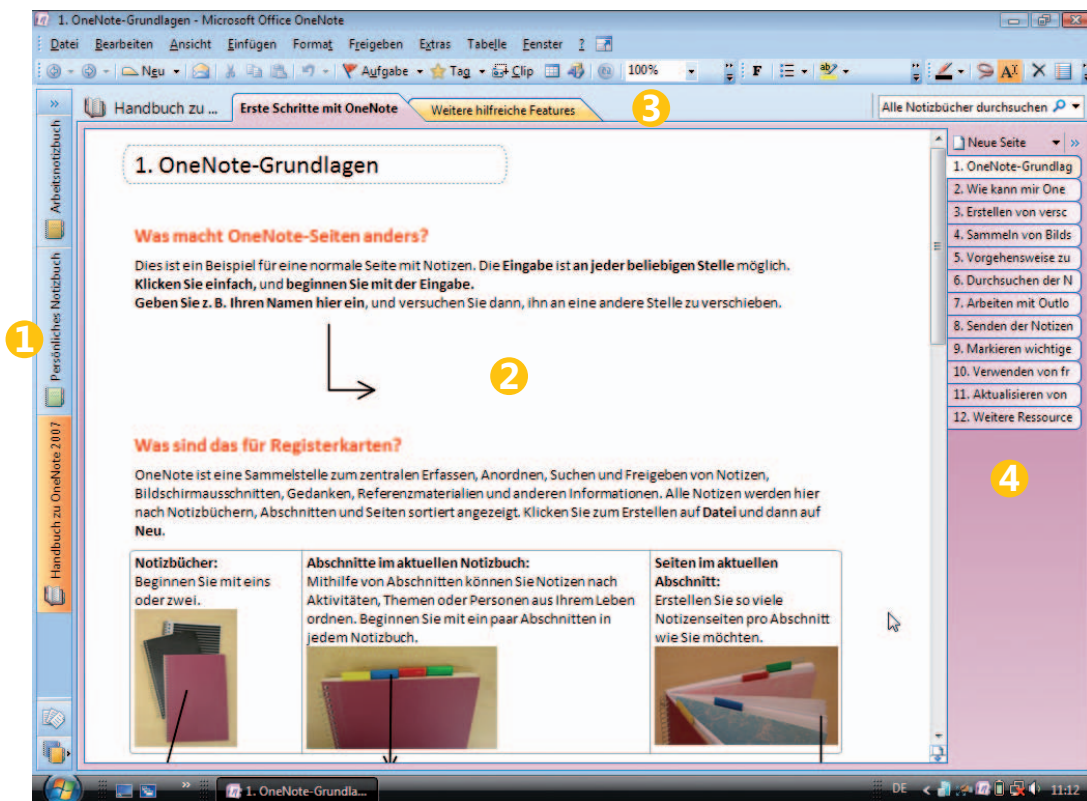 1. OneNote-Grundlagen - Microsoft Office OneNote
Datei Bearbeiten Ansicht Einfügen Format Freigeben Extras Tabelle Fenster ?
Neu Aufgabe Tag Clip 100% F ab A
Handbuch zu ... Erste Schritte mit OneNote Weitere hilfreiche Features 3 Alle Notizbücher durchsuchen
Arbeitsnotizbuch
Persönliches Notizbuch
Handbuch zu OneNote 2007
1
1. OneNote-Grundlagen
Was macht OneNote-Seiten anders?
Dies ist ein Beispiel für eine normale Seite mit Notizen. Die Eingabe ist an jeder beliebigen Stelle möglich.
Klicken Sie einfach, und beginnen Sie mit der Eingabe.
Geben Sie z. B. Ihren Namen hier ein, und versuchen Sie dann, ihn an eine andere Stelle zu verschieben.
2
Was sind das für Registerkarten?
OneNote ist eine Sammelstelle zum zentralen Erfassen, Anordnen, Suchen und Freigeben von Notizen,
Bildschirmausschnitten, Gedanken, Referenzmaterialien und anderen Informationen. Alle Notizen werden hier
nach Notizbüchern, Abschnitten und Seiten sortiert angezeigt. Klicken Sie zum Erstellen auf Datei und dann auf
Neu.
Notizbücher:
Beginnen Sie mit eins
oder zwei.
Abschnitte im aktuellen Notizbuch:
Mithilfe von Abschnitten können Sie Notizen nach
Aktivitäten, Themen oder Personen aus Ihrem Leben
ordnen. Beginnen Sie mit ein paar Abschnitten in
jedem Notizbuch.
Seiten im aktuellen
Abschnitt:
Erstellen Sie so viele
Notizenseiten pro Abschnitt
wie Sie möchten.
Neue Seite
1. OneNote-Grundlag
2. Wie kann mir One
3. Erstellen von versc
4. Sammeln von Bilds
5. Vorgehensweise zu
6. Durchsuchen der N
7. Arbeiten mit Outlo
8. Senden der Notizen
9. Markieren wichtige
10. Verwenden von fr
11. Aktualisieren von
12. Weitere Ressource
4
1. OneNote-Grundla... DE 11:12